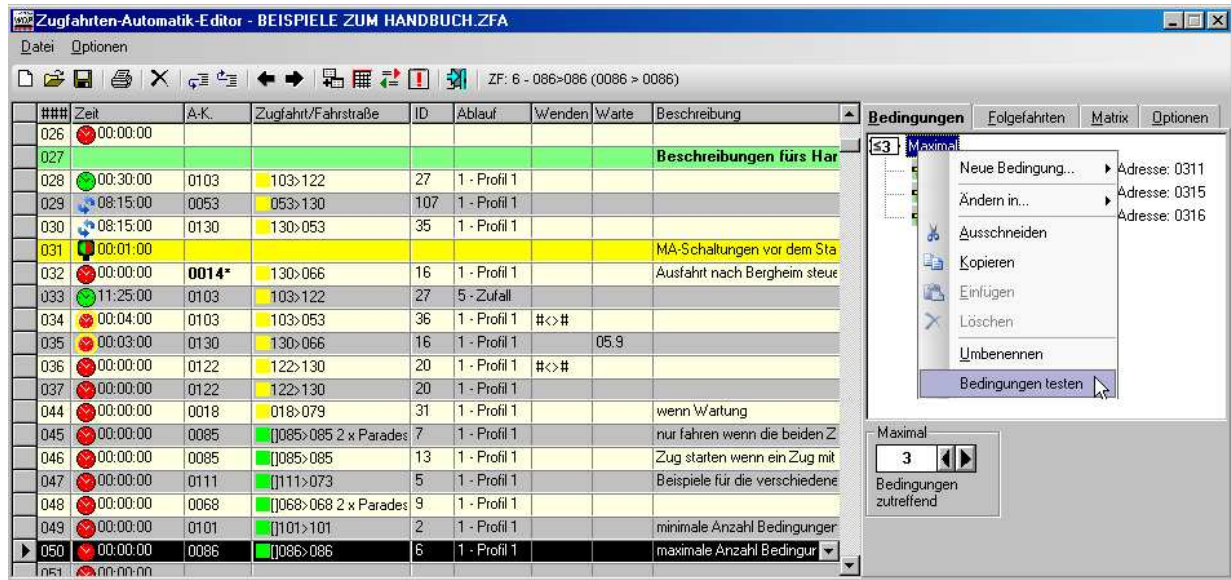 WDP Zugfahrten-Automatik-Editor - BEISPIELE ZUM HANDBUCH.ZFA
Datei Optionen
ZF: 6 - 086>086 (0086 > 0086)
### Zeit A-K. Zugfahrt/Fahrstraße ID Ablauf Wenden Warte Beschreibung
026 00:00:00
027 Beschreibungen fürs Har
028 00:30:00 0103 103>122 27 1 - Profil 1
029 08:15:00 0053 053>130 107 1 - Profil 1
030 08:15:00 0130 130>053 35 1 - Profil 1
031 00:01:00 MA-Schaltungen vor dem Sta
032 00:00:00 0014* 130>066 16 1 - Profil 1 Ausfahrt nach Bergheim steue
033 11:25:00 0103 103>122 27 5 - Zufall
034 00:04:00 0103 103>053 36 1 - Profil 1 #<>#
035 00:03:00 0130 130>066 16 1 - Profil 1 05.9
036 00:00:00 0122 122>130 20 1 - Profil 1 #<>#
037 00:00:00 0122 122>130 20 1 - Profil 1
044 00:00:00 0018 018>079 31 1 - Profil 1 wenn Wartung
045 00:00:00 0085 []085>085 2 x Parades 7 1 - Profil 1 nur fahren wenn die beiden Z
046 00:00:00 0085 []085>085 13 1 - Profil 1 Zug starten wenn ein Zug mit
047 00:00:00 0111 []111>073 5 1 - Profil 1 Beispiele für die verschiedene
048 00:00:00 0068 []068>068 2 x Parades 9 1 - Profil 1
049 00:00:00 0101 []101>101 2 1 - Profil 1 minimale Anzahl Bedingunger
050 00:00:00 0086 []086>086 6 1 - Profil 1 maximale Anzahl Bedingur
051 00:00:00
Bedingungen Folgefahrten Matrix Optionen
≤3 Maximal
Adresse: 0311
Adresse: 0315
Adresse: 0316
Neue Bedingung...
Ändern in...
Ausschneiden
Kopieren
Einfügen
Löschen
Umbenennen
Bedingungen testen
Maximal
3
Bedingungen
zutreffend